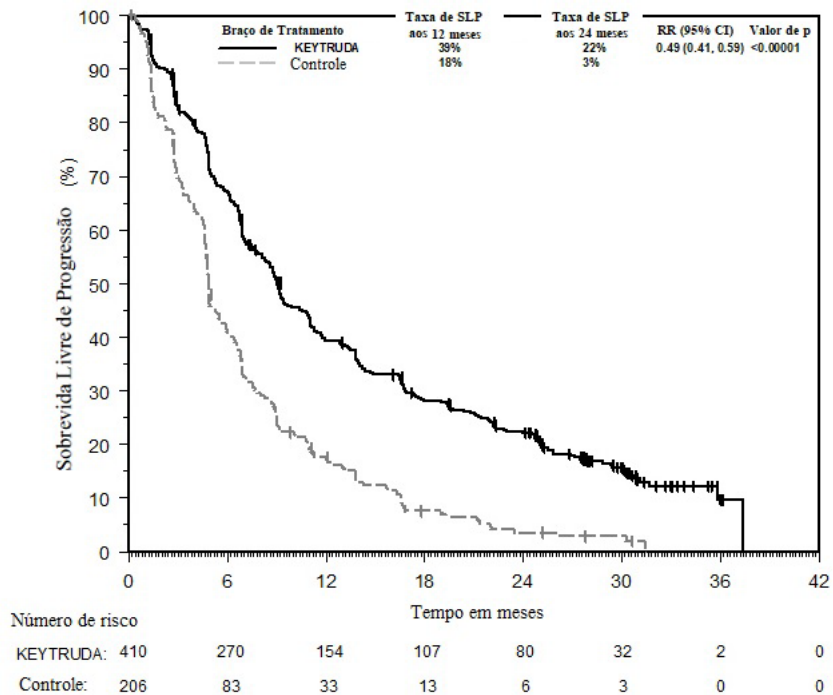 Braço de Tratamento
Taxa de SLP
aos 12 meses
Taxa de SLP
aos 24 meses
RR (95% CI) Valor de p
KEYTRUDA 39% 22% 0.49 (0.41, 0.59) <0.00001
Controle 18% 3%
Sobrevida Livre de Progressão (%)
100
90
80
70
60
50
40
30
20
10
0
0 6 12 18 24 30 36 42
Tempo em meses
Número de risco
KEYTRUDA: 410 270 154 107 80 32 2 0
Controle: 206 83 33 13 6 3 0 0